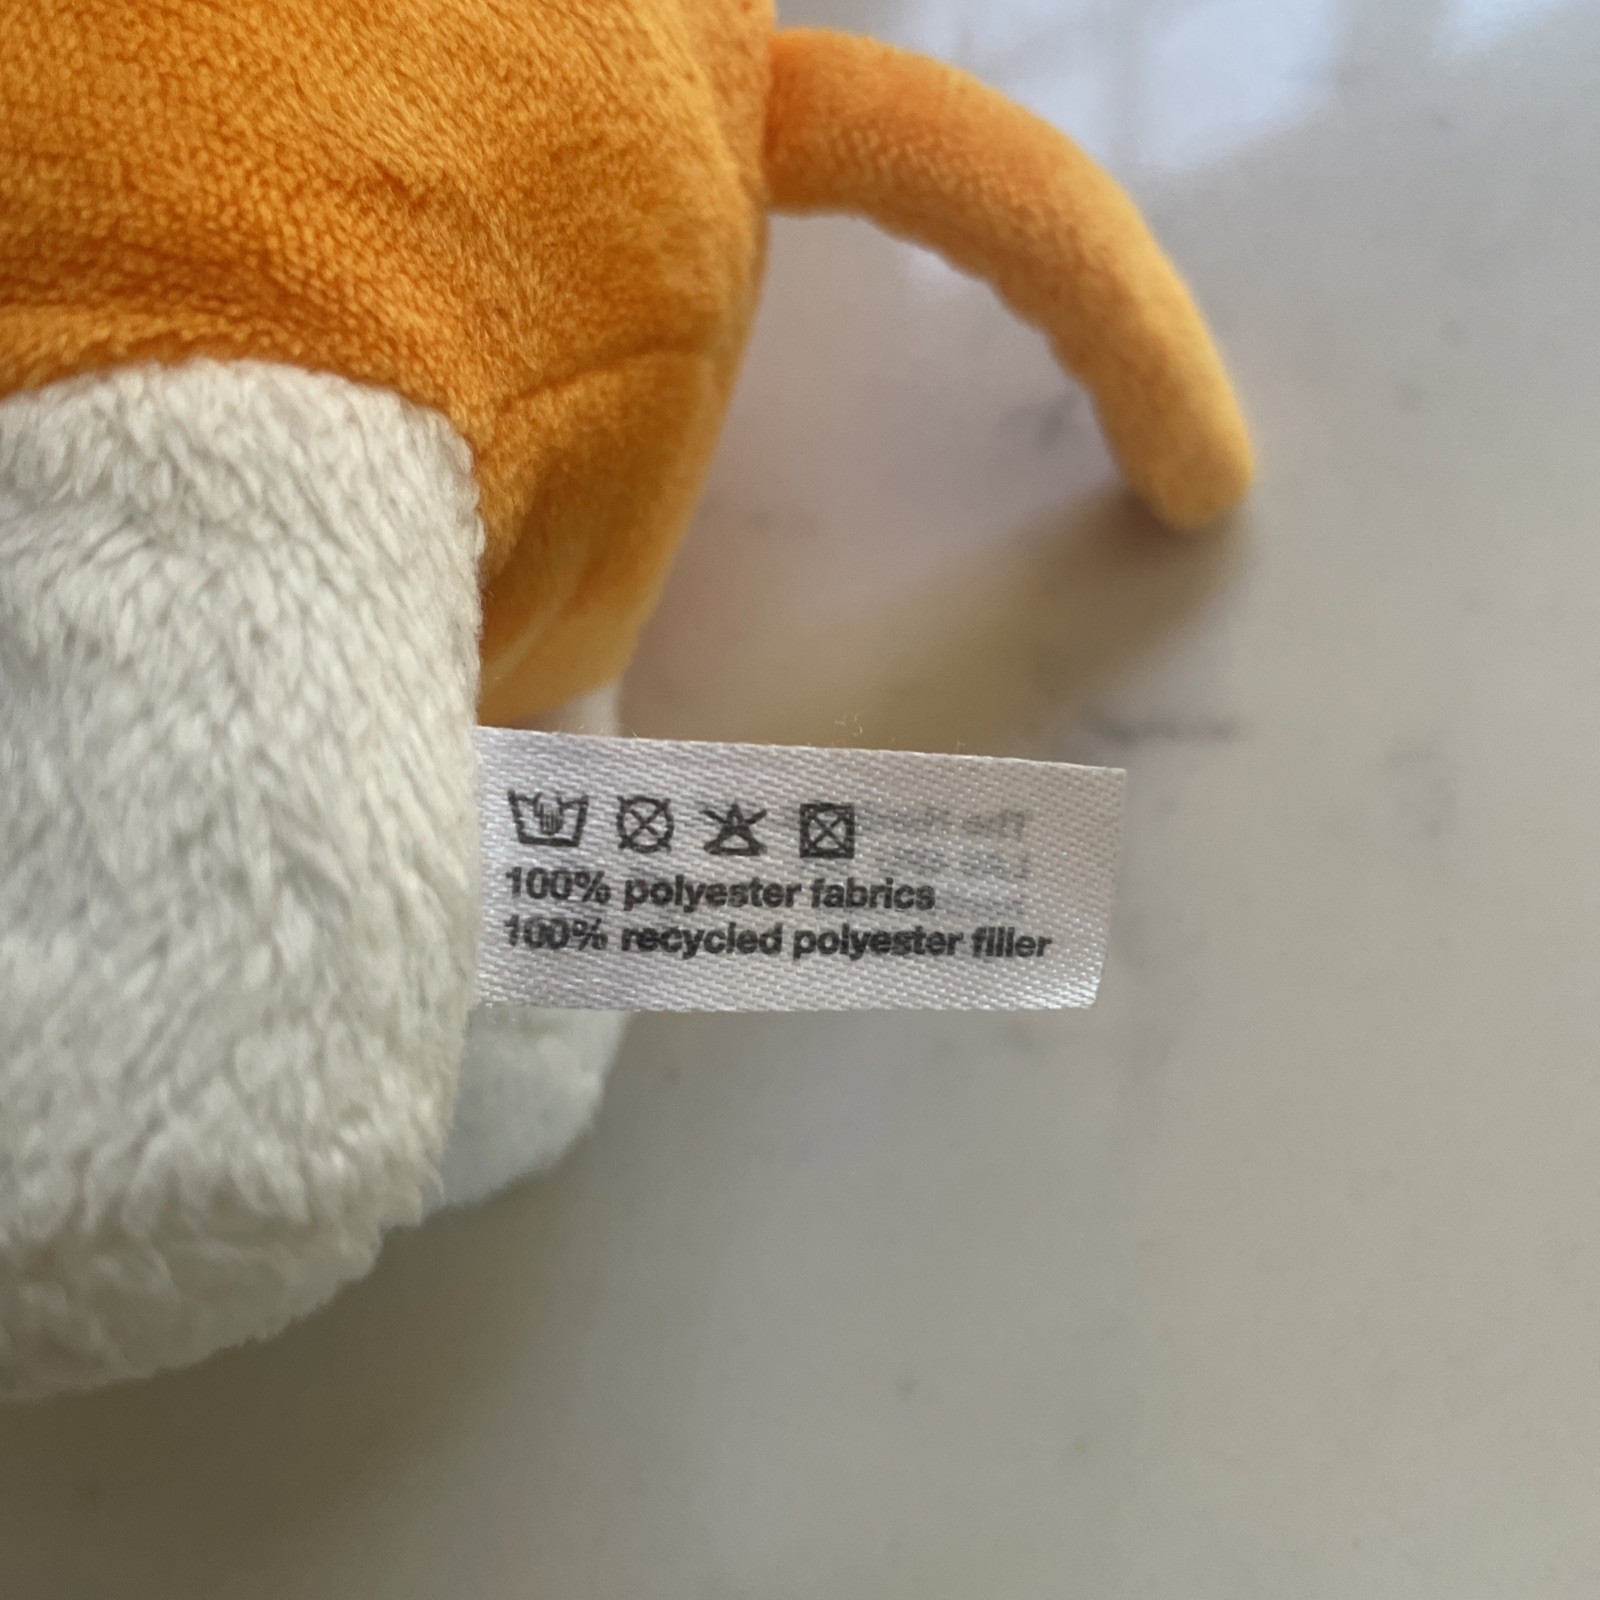 100% polyester fabrics
100% recycled polyester filler